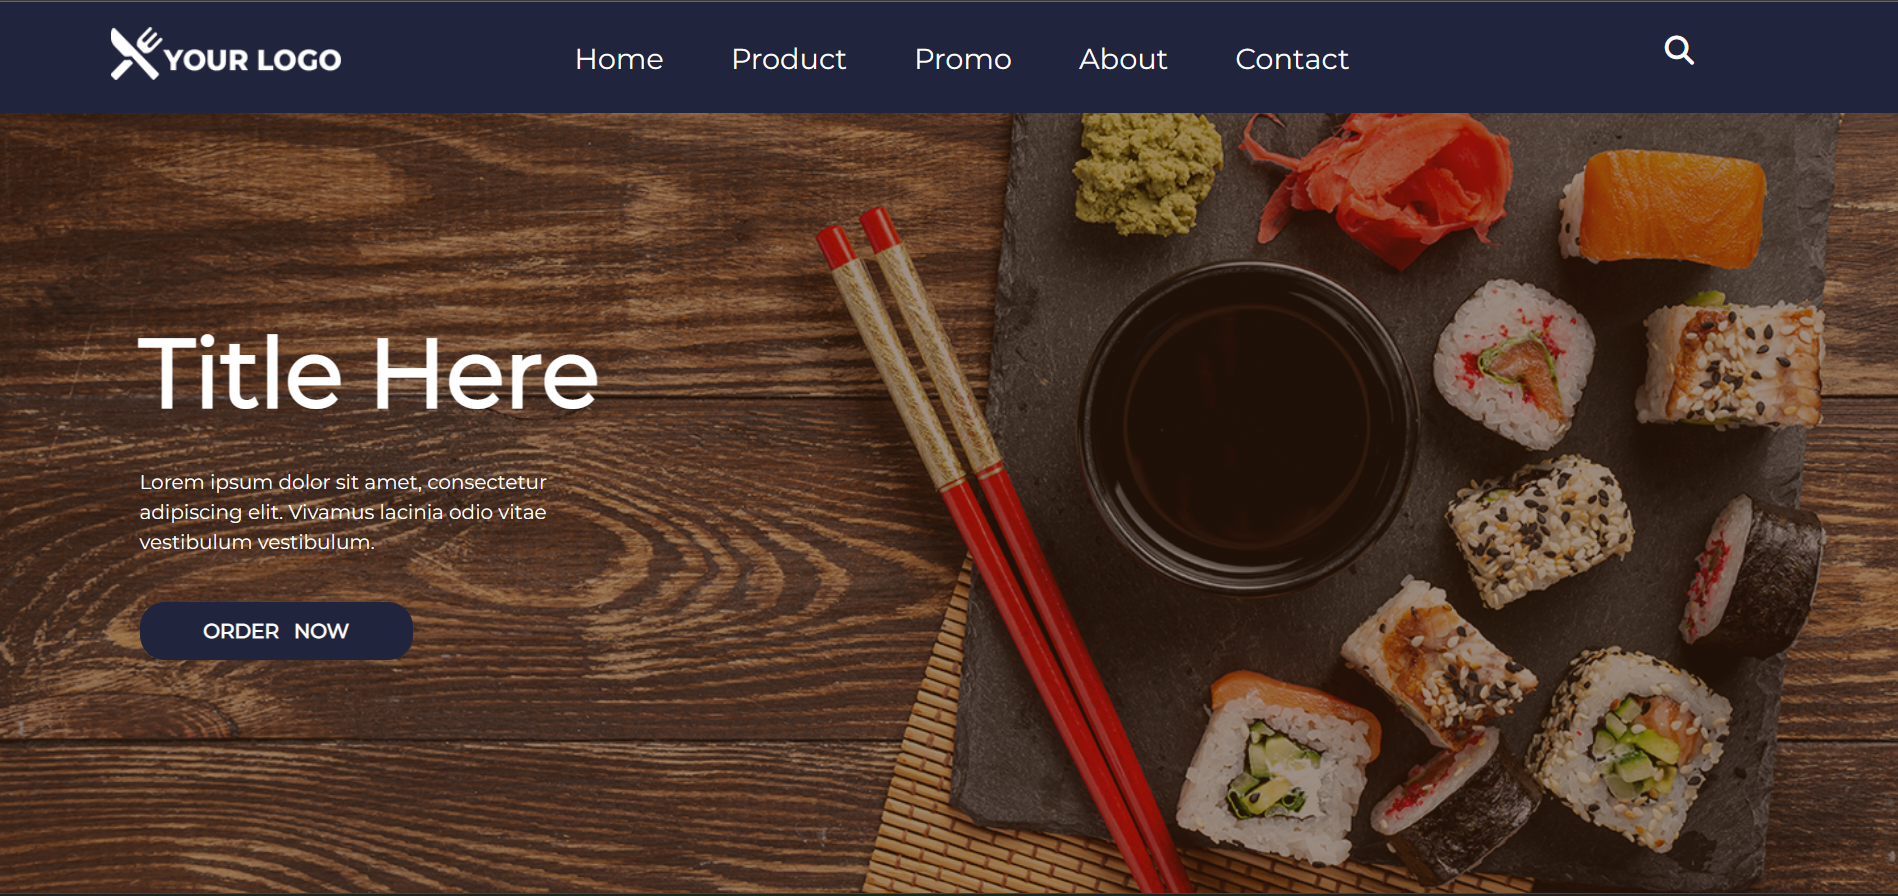 YOUR LOGO
Home
Product
Promo
About
Contact
Title Here
Lorem ipsum dolor sit amet, consectetur
adipiscing elit. Vivamus lacinia odio vitae
vestibulum vestibulum.
ORDER NOW